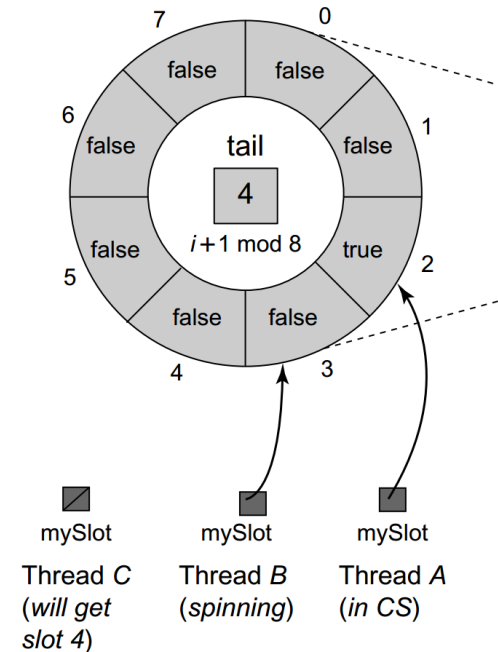 7
0
false
false
6
1
false
false
tail
4
i+1 mod 8
false
true
5
2
false
false
4
3
mySlot
mySlot
mySlot
Thread C
Thread B
Thread A
(will get
(spinning)
(in CS)
slot 4)